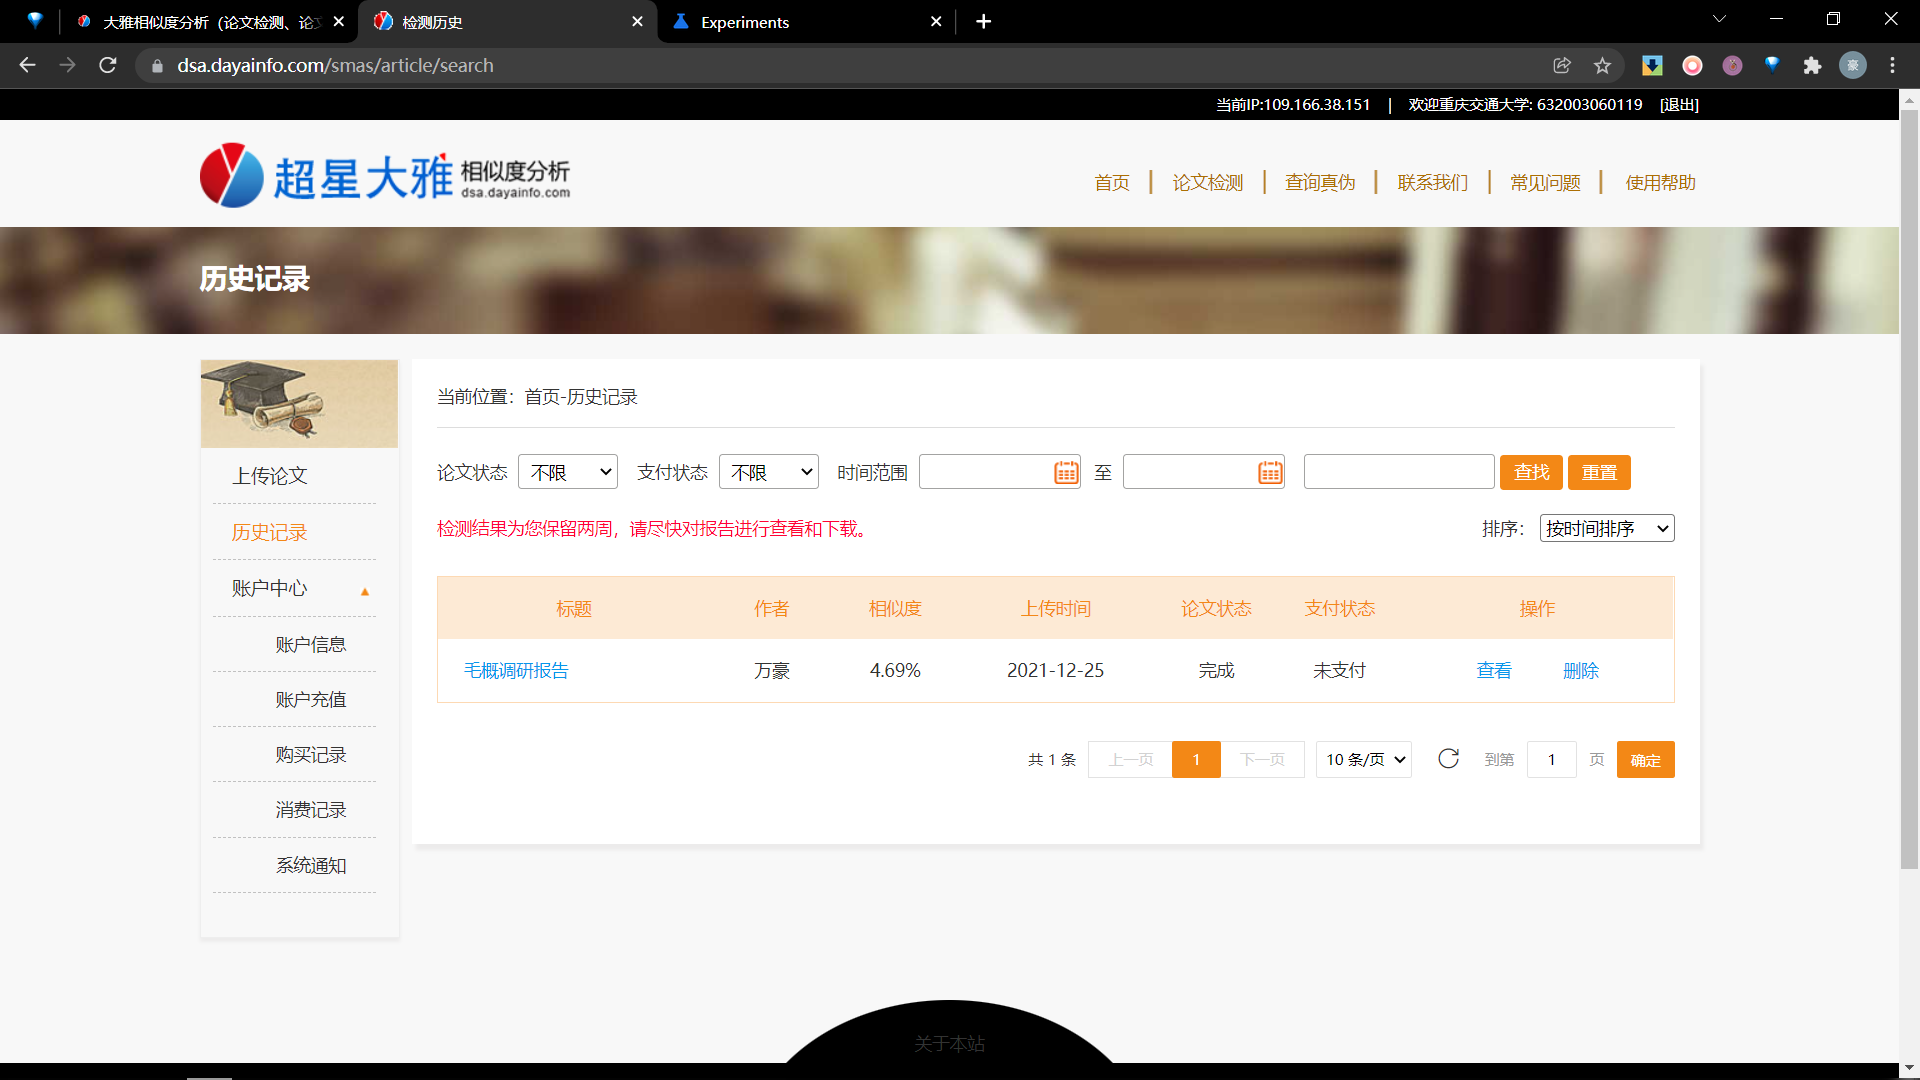 大雅相似度分析（论文检测、论文
检测历史
Experiments
dsa.dayainfo.com/smas/article/search
豪
当前IP:109.166.38.151 | 欢迎重庆交通大学: 632003060119 [退出]
超星大雅 相似度分析
dsa.dayainfo.com
首页 | 论文检测 | 查询真伪 | 联系我们 | 常见问题 | 使用帮助
历史记录
上传论文
历史记录
账户中心
账户信息
账户充值
购买记录
消费记录
系统通知
当前位置：首页-历史记录
论文状态 不限 支付状态 不限 时间范围 至 查找 重置
检测结果为您保留两周，请尽快对报告进行查看和下载。
排序： 按时间排序
标题 作者 相似度 上传时间 论文状态 支付状态 操作
毛概调研报告 万豪 4.69% 2021-12-25 完成 未支付 查看 删除
共 1 条 上一页 1 下一页 10 条/页 到第 1 页 确定
关于本站